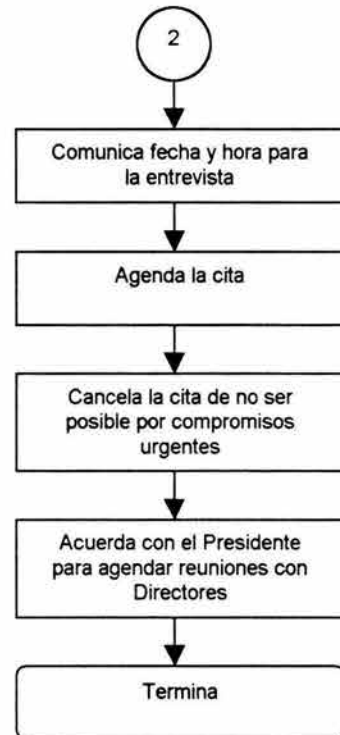 2
Comunica fecha y hora para
la entrevista
Agenda la cita
Cancela la cita de no ser
posible por compromisos
urgentes
Acuerda con el Presidente
para agendar reuniones con
Directores
Termina